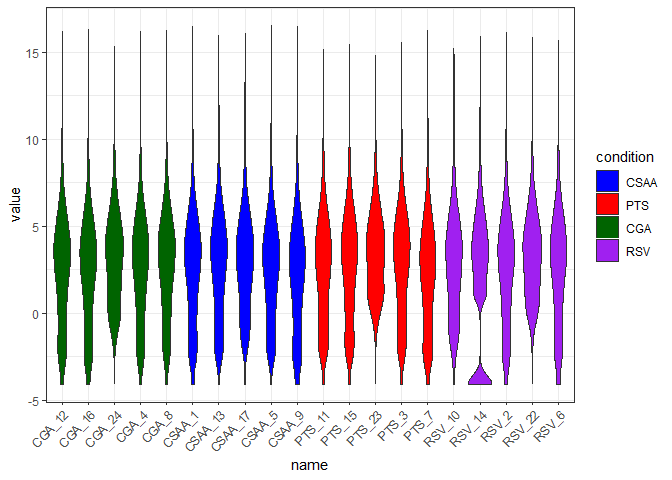 15
10
5
0
-5
value
CGA_12
CGA_16
CGA_24
CGA_4
CGA_8
CSAA_1
CSAA_13
CSAA_17
CSAA_5
CSAA_9
PTS_11
PTS_15
PTS_23
PTS_3
PTS_7
RSV_10
RSV_14
RSV_2
RSV_22
RSV_6
name
condition
CSAA
PTS
CGA
RSV